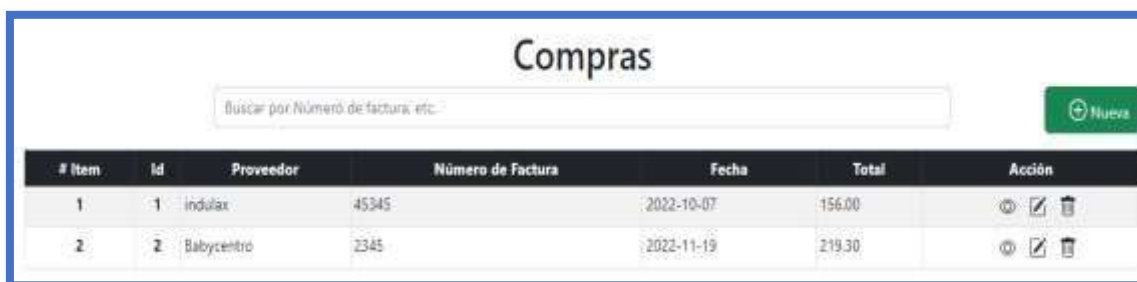 Compras
Buscar por Número de factura, etc.
Nueva
# Item Id Proveedor Número de Factura Fecha Total Acción
1 1 indulax 45345 2022-10-07 156.00
2 2 Babycentro 2345 2022-11-19 219.30